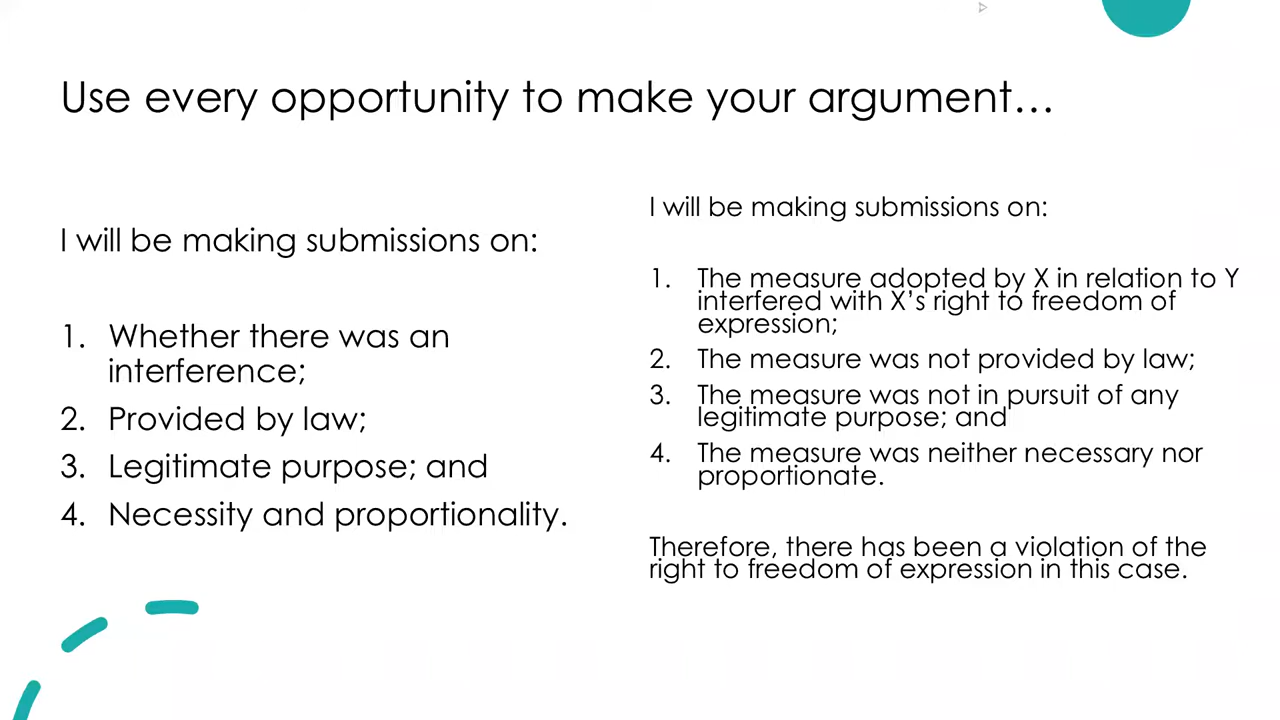 Use every opportunity to make your argument…
I will be making submissions on:
1. Whether there was an
interference;
2. Provided by law;
3. Legitimate purpose; and
4. Necessity and proportionality.
I will be making submissions on:
1. The measure adopted by X in relation to Y
interfered with X’s right to freedom of
expression;
2. The measure was not provided by law;
3. The measure was not in pursuit of any
legitimate purpose; and
4. The measure was neither necessary nor
proportionate.
Therefore, there has been a violation of the
right to freedom of expression in this case.